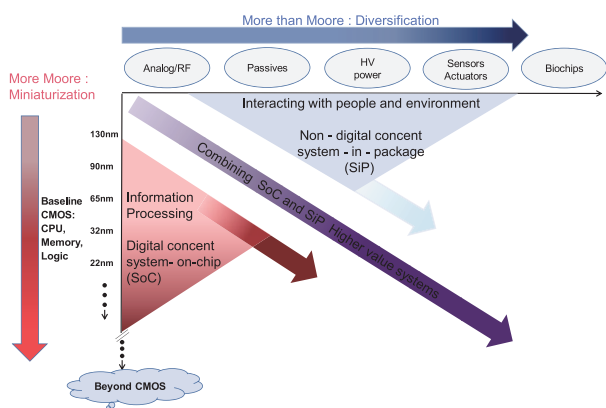 More than Moore : Diversification
More Moore :
Miniaturization
Analog/RF
Passives
HV
power
Sensors
Actuators
Biochips
Interacting with people and environment
130nm
90nm
65nm
32nm
22nm
Baseline
CMOS:
CPU,
Memory,
Logic
Non - digital concent
system - in - package
(SiP)
Combining SoC and SiP Higher value systems
Information
Processing
Digital concent
system- on-chip
(SoC)
Beyond CMOS